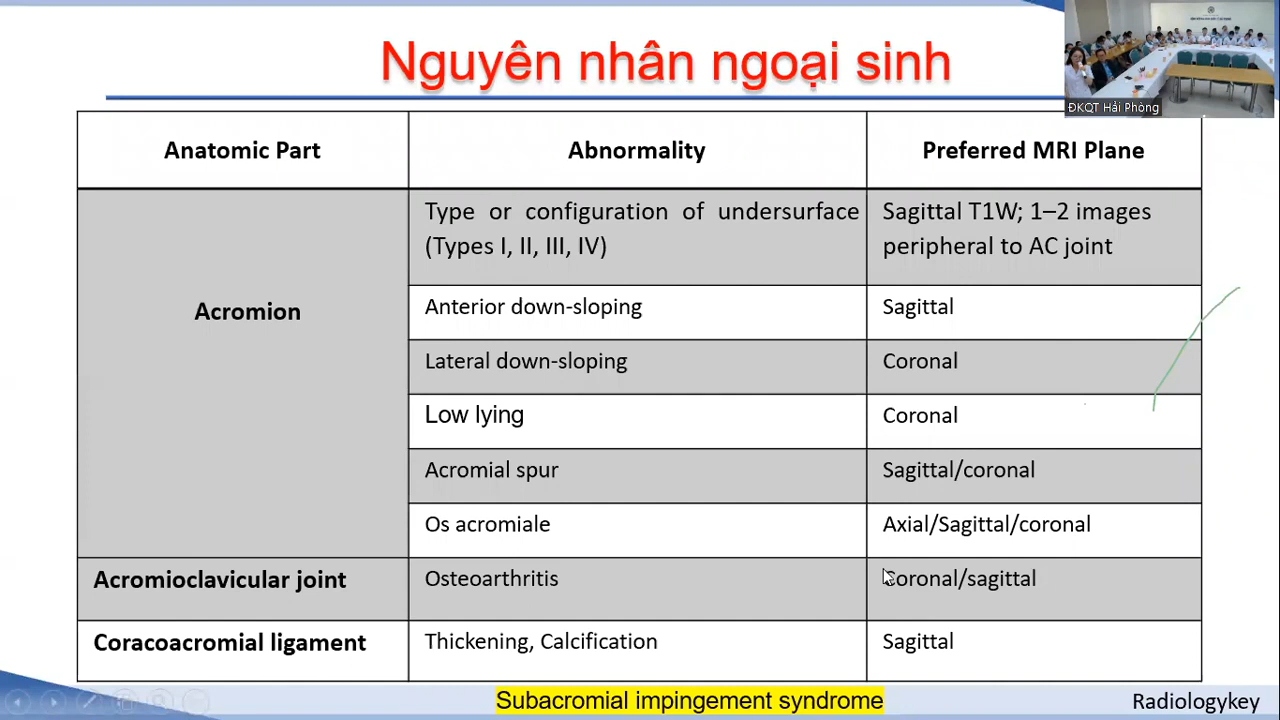 Nguyên nhân ngoại sinh
ĐKQT Hải Phòng
Anatomic Part
Abnormality
Preferred MRI Plane
Acromion
Type or configuration of undersurface
(Types I, II, III, IV)
Sagittal T1W; 1–2 images
peripheral to AC joint
Anterior down-sloping
Sagittal
Lateral down-sloping
Coronal
Low lying
Coronal
Acromial spur
Sagittal/coronal
Os acromiale
Axial/Sagittal/coronal
Acromioclavicular joint
Osteoarthritis
Coronal/sagittal
Coracoacromial ligament
Thickening, Calcification
Sagittal
Subacromial impingement syndrome
Radiologykey